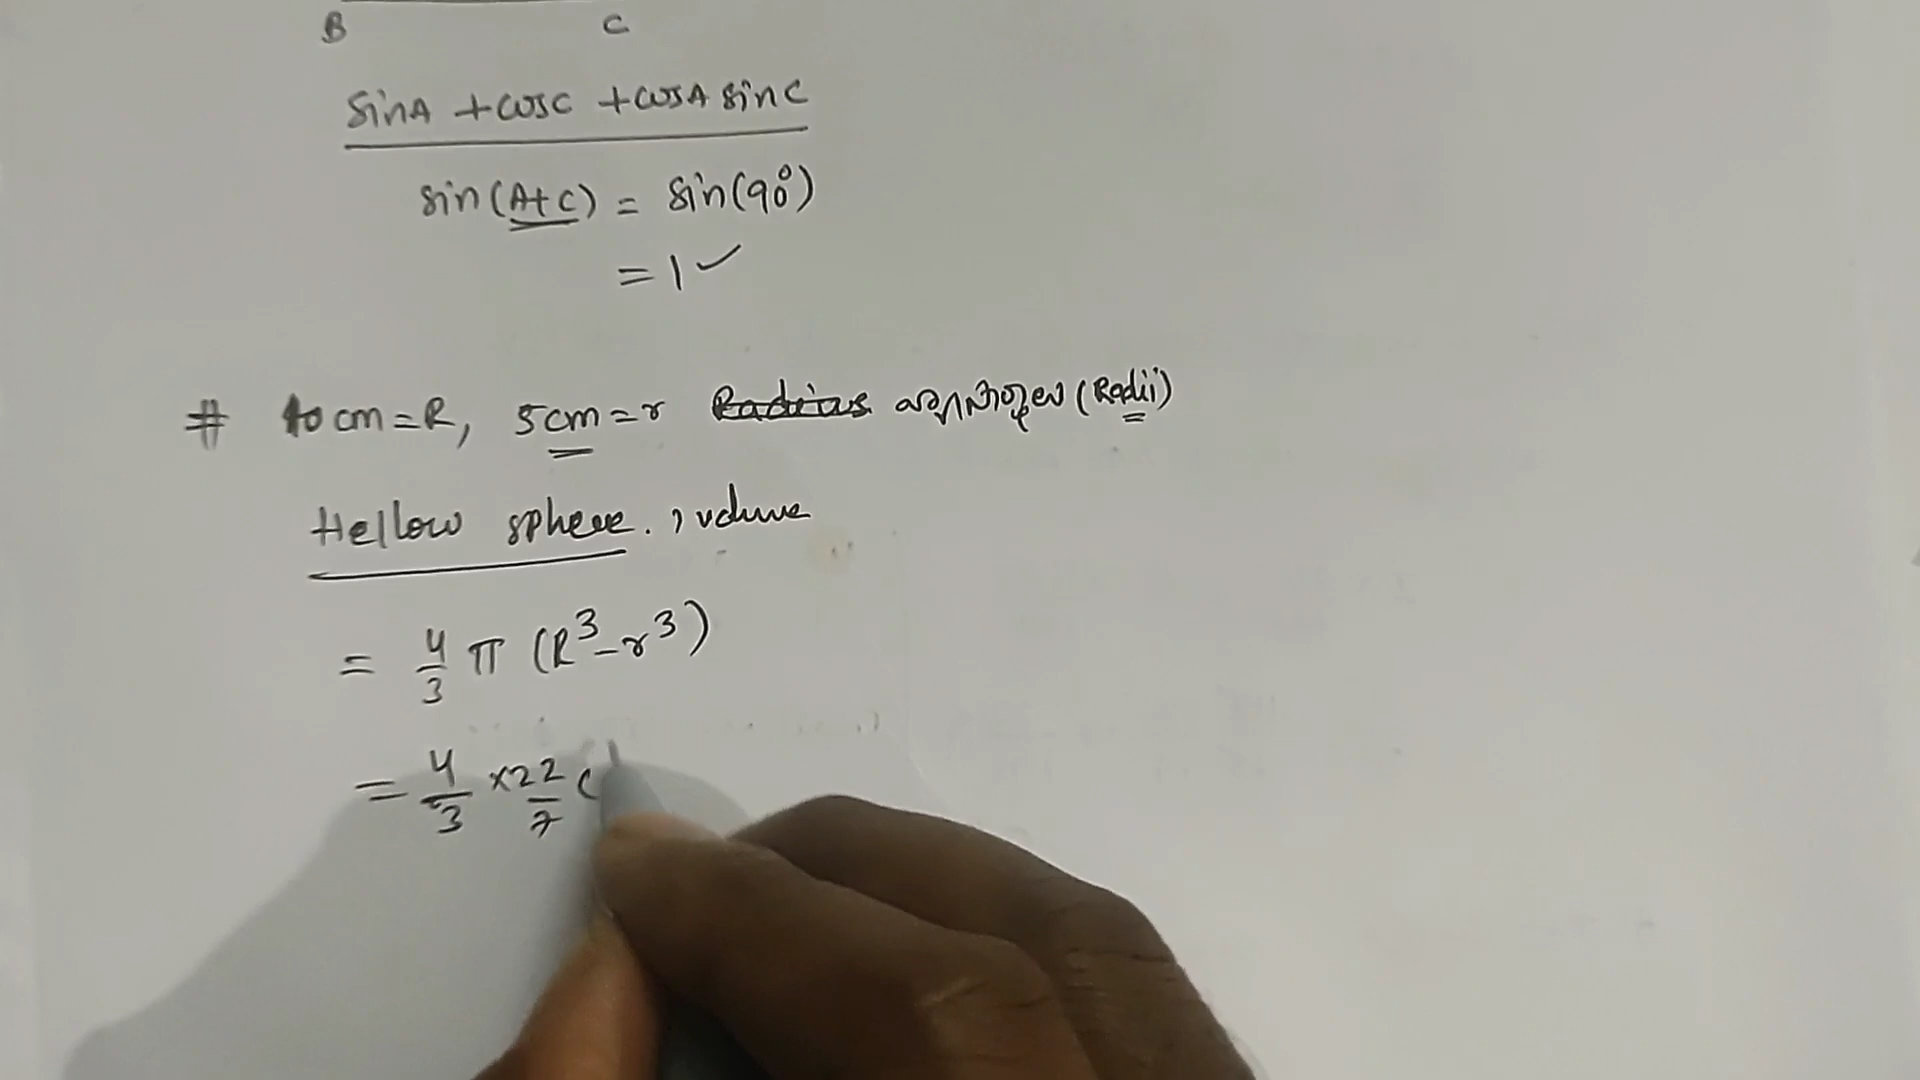 B C
sinA + cosC + cosA sinC
sin(A+C) = sin(90°)
= 1 ✓
# 10 cm = R, 5cm = r Radius (Radii)
Hellow sphere. , volume
= 4/3 π (R³ - r³)
= 4/3 × 22/7 (